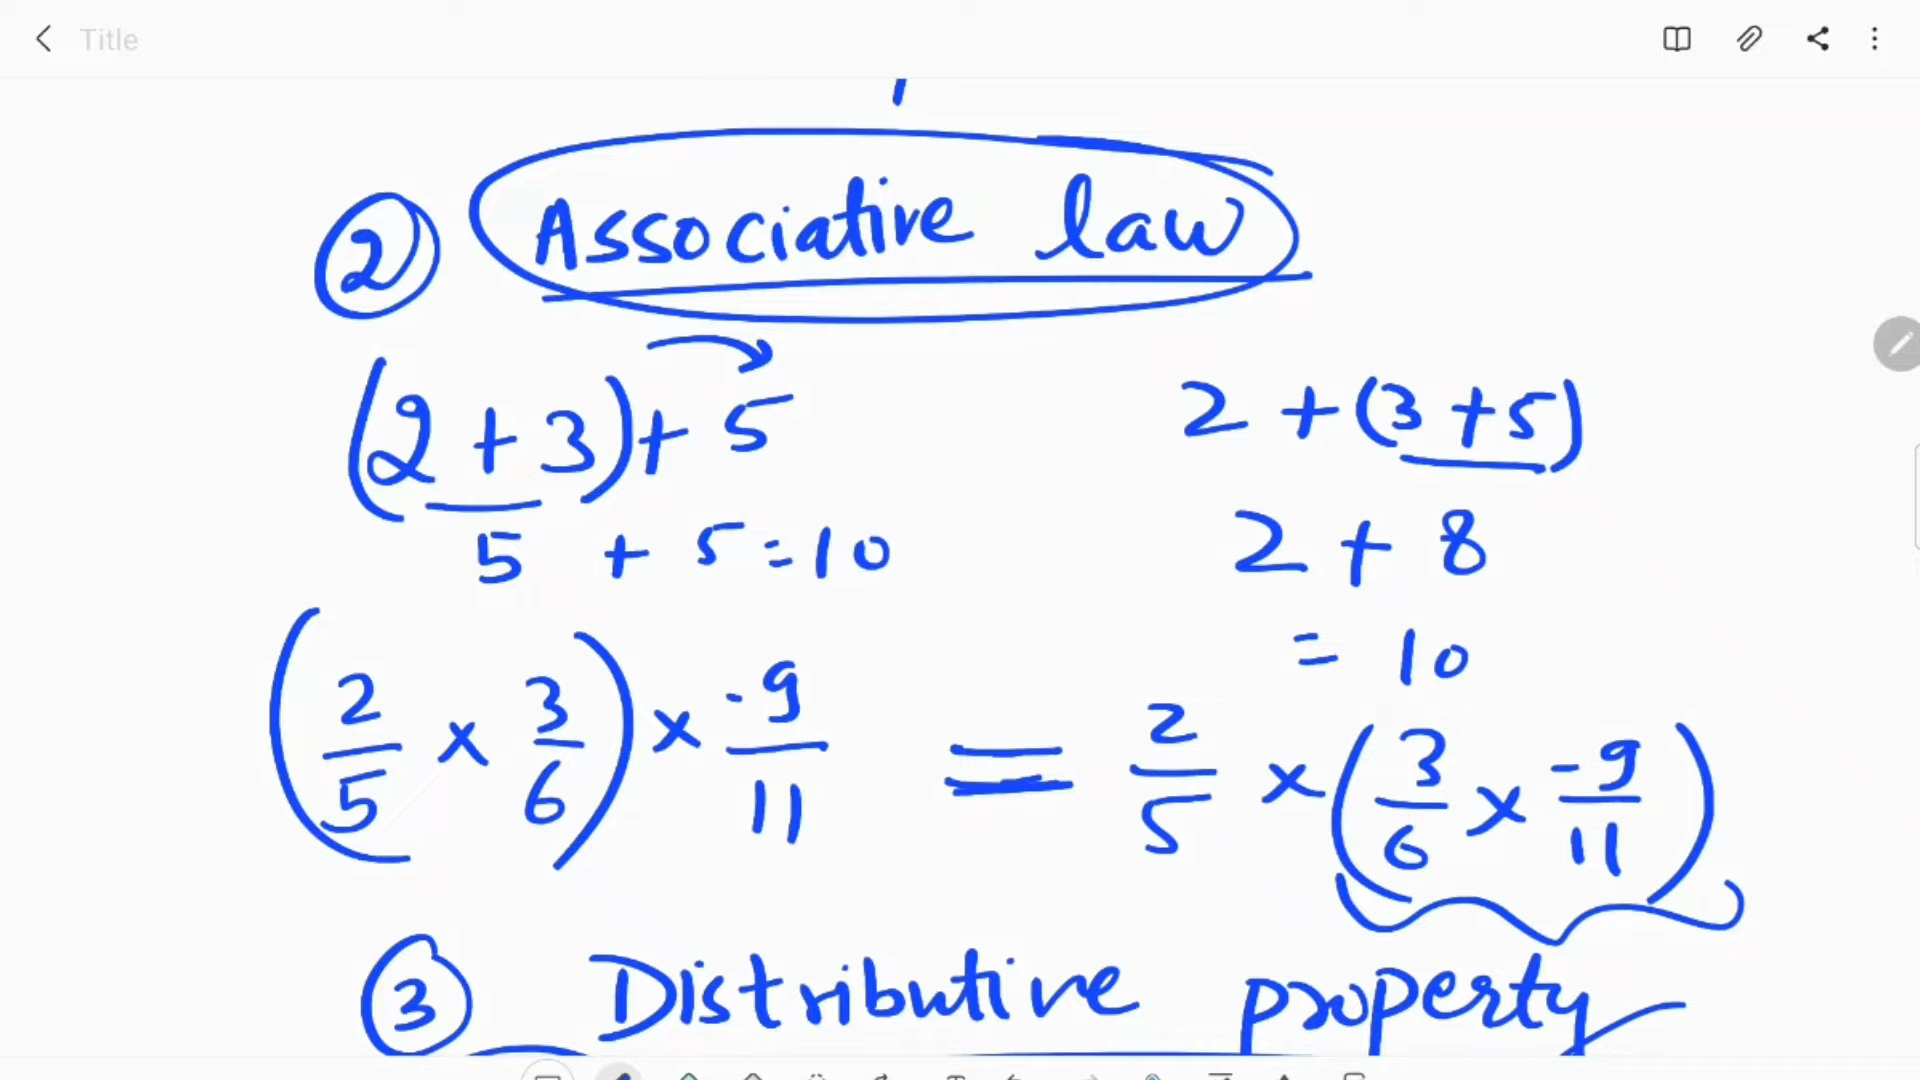 Title
② Associative law
(2 + 3) + 5 2 + (3 + 5)
5 + 5 = 10 2 + 8
= 10
(2/5 × 3/6) × -9/11 = 2/5 × (3/6 × -9/11)
③ Distributive property